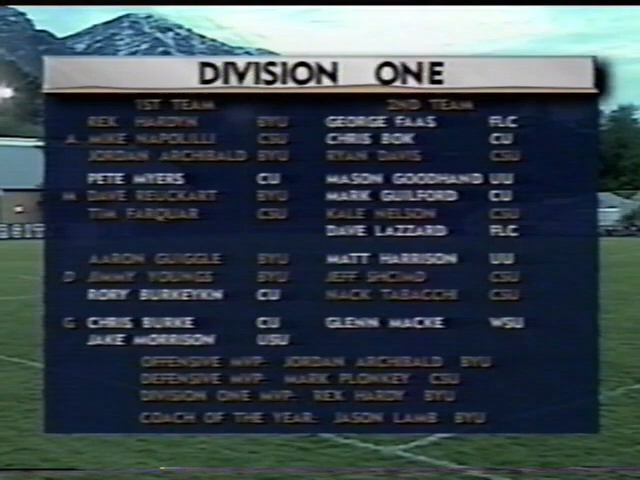 DIVISION ONE
1ST TEAM 2ND TEAM
REX HARDYN BYU GEORGE FAAS FLC
A MIKE NAPOLILLI CSU CHRIS BOK CU
JORDAN ARCHIBALD BYU RYAN DAVIS CSU
PETE MYERS CU MASON GOODHAND UU
M DAVE REUCKART BYU MARK GUILFORD CU
TIM FARQUAR CSU KALE NELSON CSU
DAVE LAZZARD FLC
AARON GUIGGLE BYU MATT HARRISON UU
D JIMMY YOUNGS BYU JEFF CSU
RORY BURKEYKN CU MACK TABACCHI CSU
G CHRIS BURKE CU GLENN MACKE WSU
JAKE MORRISON USU
OFFENSIVE MVP- JORDAN ARCHIBALD BYU
DEFENSIVE MVP- MARK PLONKEY CSU
DIVISION ONE MVP- REX HARDY BYU
COACH OF THE YEAR- JASON LAMB BYU